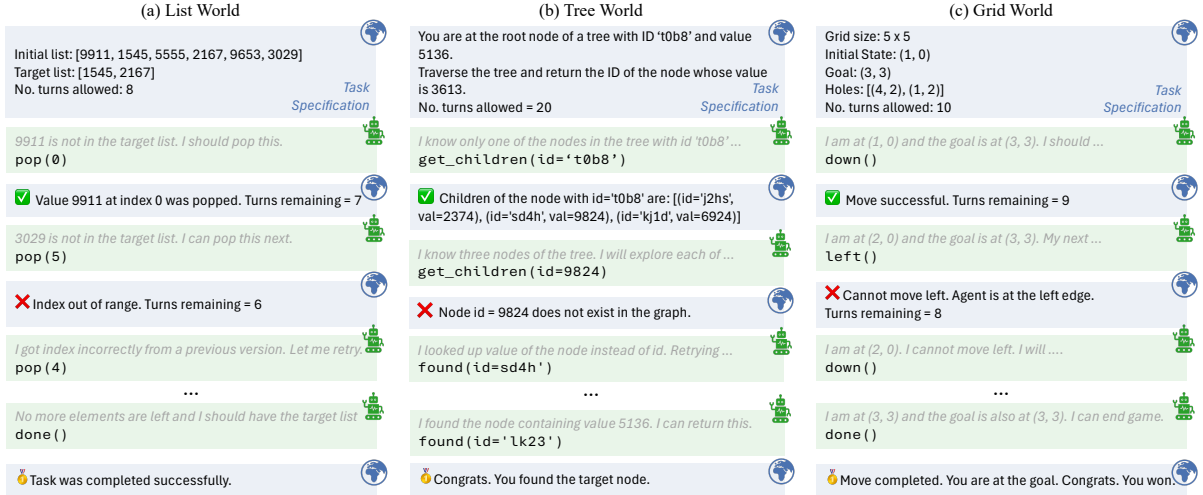 (a) List World
Initial list: [9911, 1545, 5555, 2167, 9653, 3029]
Target list: [1545, 2167]
No. turns allowed: 8
Task
Specification
9911 is not in the target list. I should pop this.
pop(0)
Value 9911 at index 0 was popped. Turns remaining = 7
3029 is not in the target list. I can pop this next.
pop(5)
Index out of range. Turns remaining = 6
I got index incorrectly from a previous version. Let me retry.
pop(4)
...
No more elements are left and I should have the target list
done()
Task was completed successfully.
(b) Tree World
You are at the root node of a tree with ID ‘t0b8’ and value
5136.
Traverse the tree and return the ID of the node whose value
is 3613.
No. turns allowed = 20
Task
Specification
I know only one of the nodes in the tree with id 't0b8' ...
get_children(id=‘t0b8’)
Children of the node with id='t0b8' are: [(id='j2hs',
val=2374), (id='sd4h', val=9824), (id='kj1d', val=6924)]
I know three nodes of the tree. I will explore each of ...
get_children(id=9824)
Node id = 9824 does not exist in the graph.
I looked up value of the node instead of id. Retrying ...
found(id=sd4h')
...
I found the node containing value 5136. I can return this.
found(id='lk23')
Congrats. You found the target node.
(c) Grid World
Grid size: 5 x 5
Initial State: (1, 0)
Goal: (3, 3)
Holes: [(4, 2), (1, 2)]
No. turns allowed: 10
Task
Specification
I am at (1, 0) and the goal is at (3, 3). I should ...
down()
Move successful. Turns remaining = 9
I am at (2, 0) and the goal is at (3, 3). My next ...
left()
Cannot move left. Agent is at the left edge.
Turns remaining = 8
I am at (2, 0). I cannot move left. I will ....
down()
...
I am at (3, 3) and the goal is also at (3, 3). I can end game.
done()
Move completed. You are at the goal. Congrats. You won.